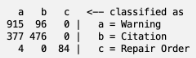 a b c <-- classified as
915 96 0 | a = Warning
377 476 0 | b = Citation
4 0 84 | c = Repair Order